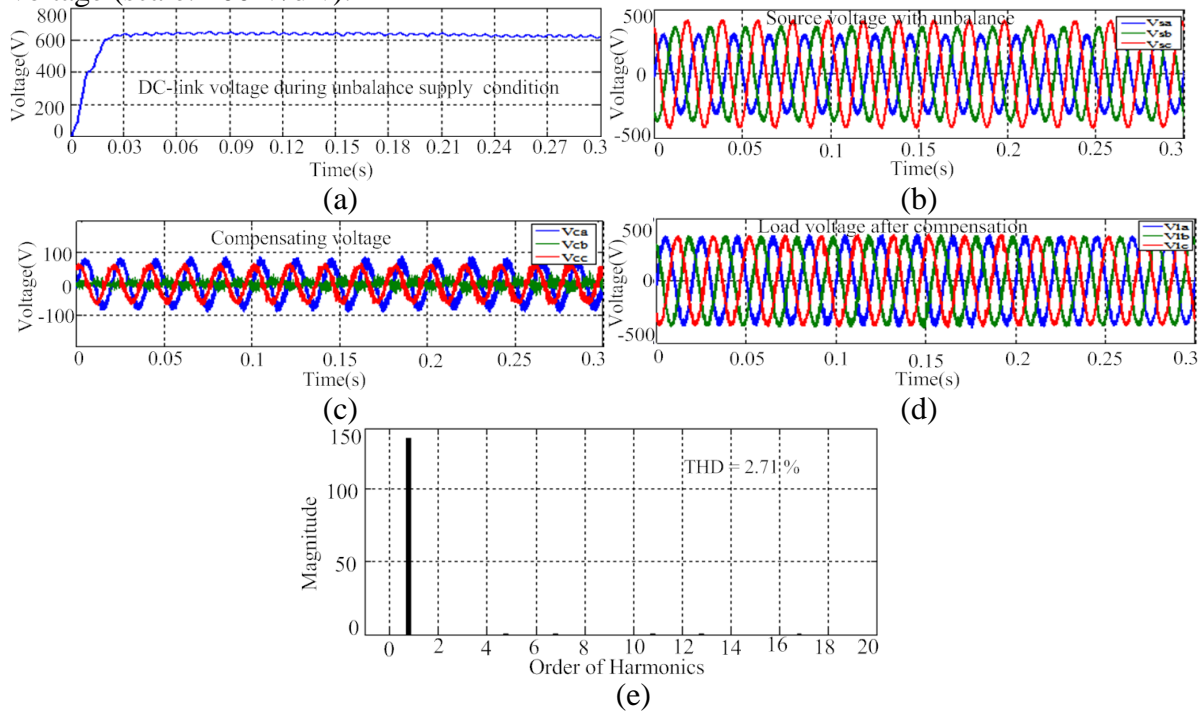 800
600
400
200
0
Voltage(V)
DC-link voltage during unbalance supply condition
0.03 0.06 0.09 0.12 0.15 0.18 0.21 0.24 0.27 0.3
Time(s)
(a)
Source voltage with unbalance
500
0
-500
Voltage(V)
Vsa
Vsb
Vsc
0 0.05 0.1 0.15 0.2 0.25 0.3
Time(s)
(b)
Compensating voltage
100
0
-100
Voltage(V)
Vca
Vcb
Vcc
0 0.05 0.1 0.15 0.2 0.25 0.3
Time(s)
(c)
Load voltage after compensation
500
0
-500
Voltage(V)
V1a
V1b
V1c
0 0.05 0.1 0.15 0.2 0.25 0.3
Time(s)
(d)
150
100
50
0
Magnitude
THD = 2.71 %
0 2 4 6 8 10 12 14 16 18 20
Order of Harmonics
(e)